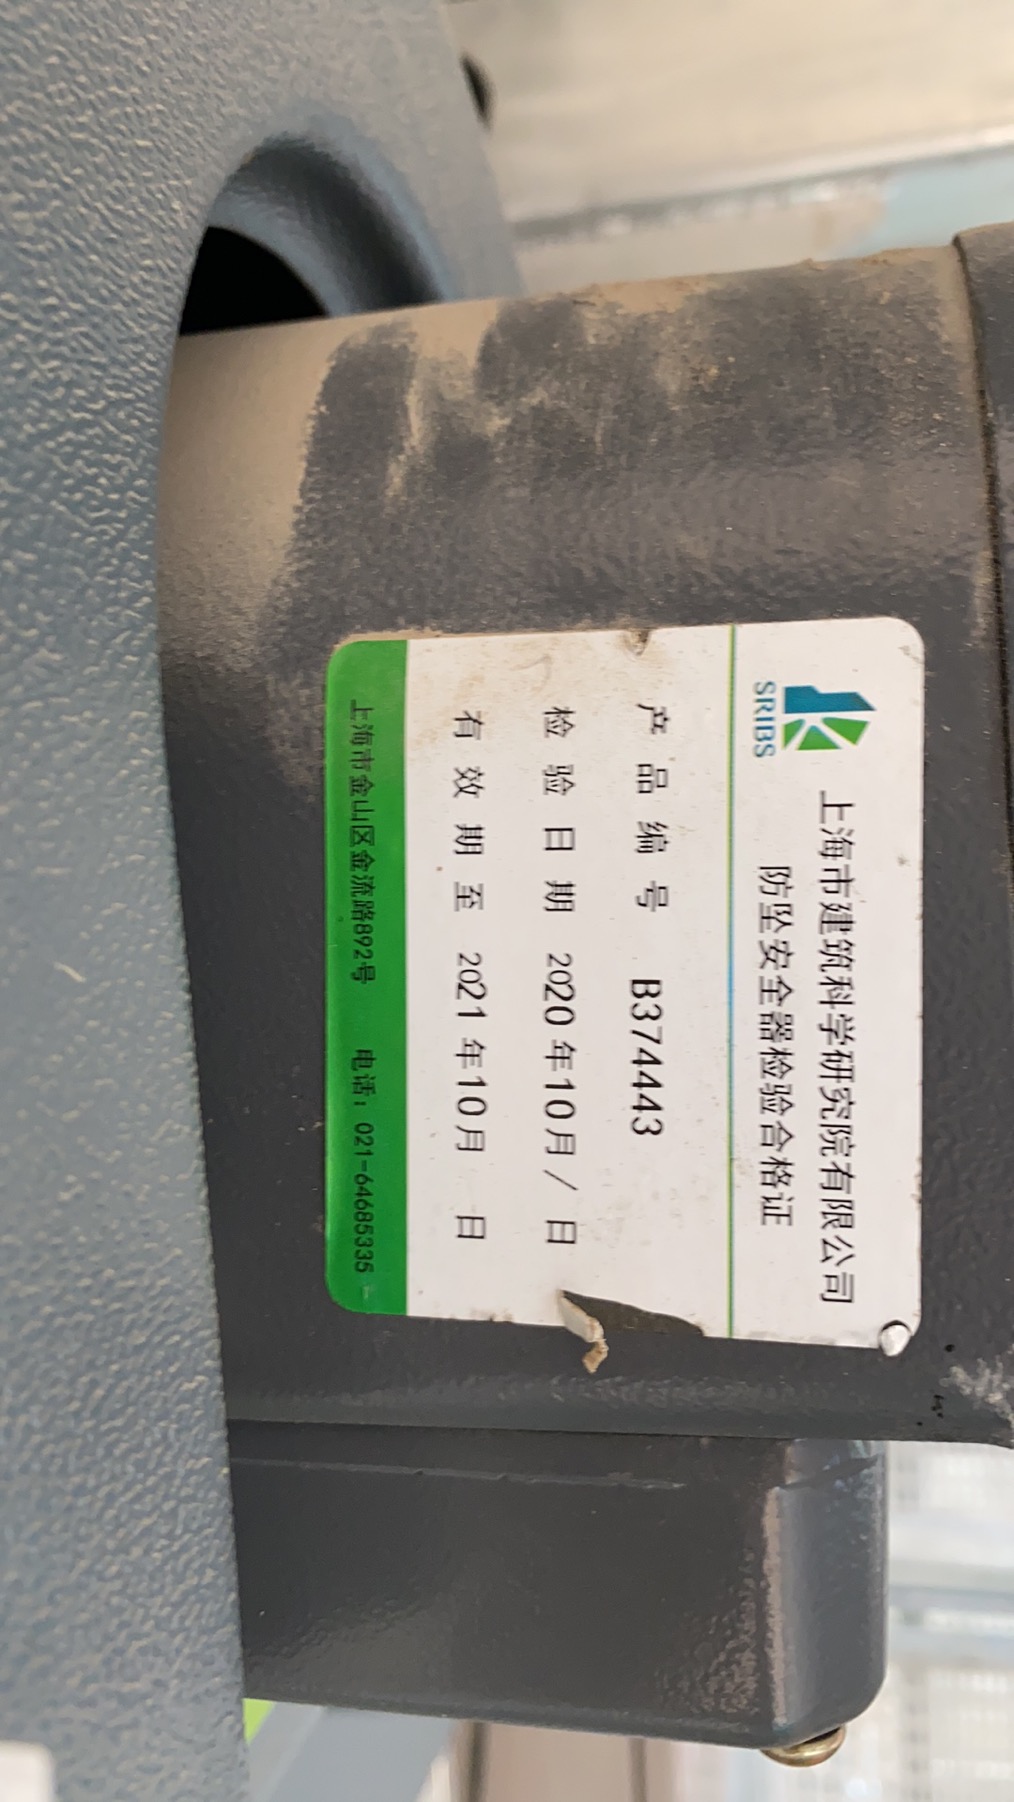 SRIBS
上海市建筑科学研究院有限公司
防坠安全器检验合格证
产品编号 B374443
检验日期 2020年10月/日
有效期至 2021年10月 日
上海市金山区金流路892号 电话：021-64685335